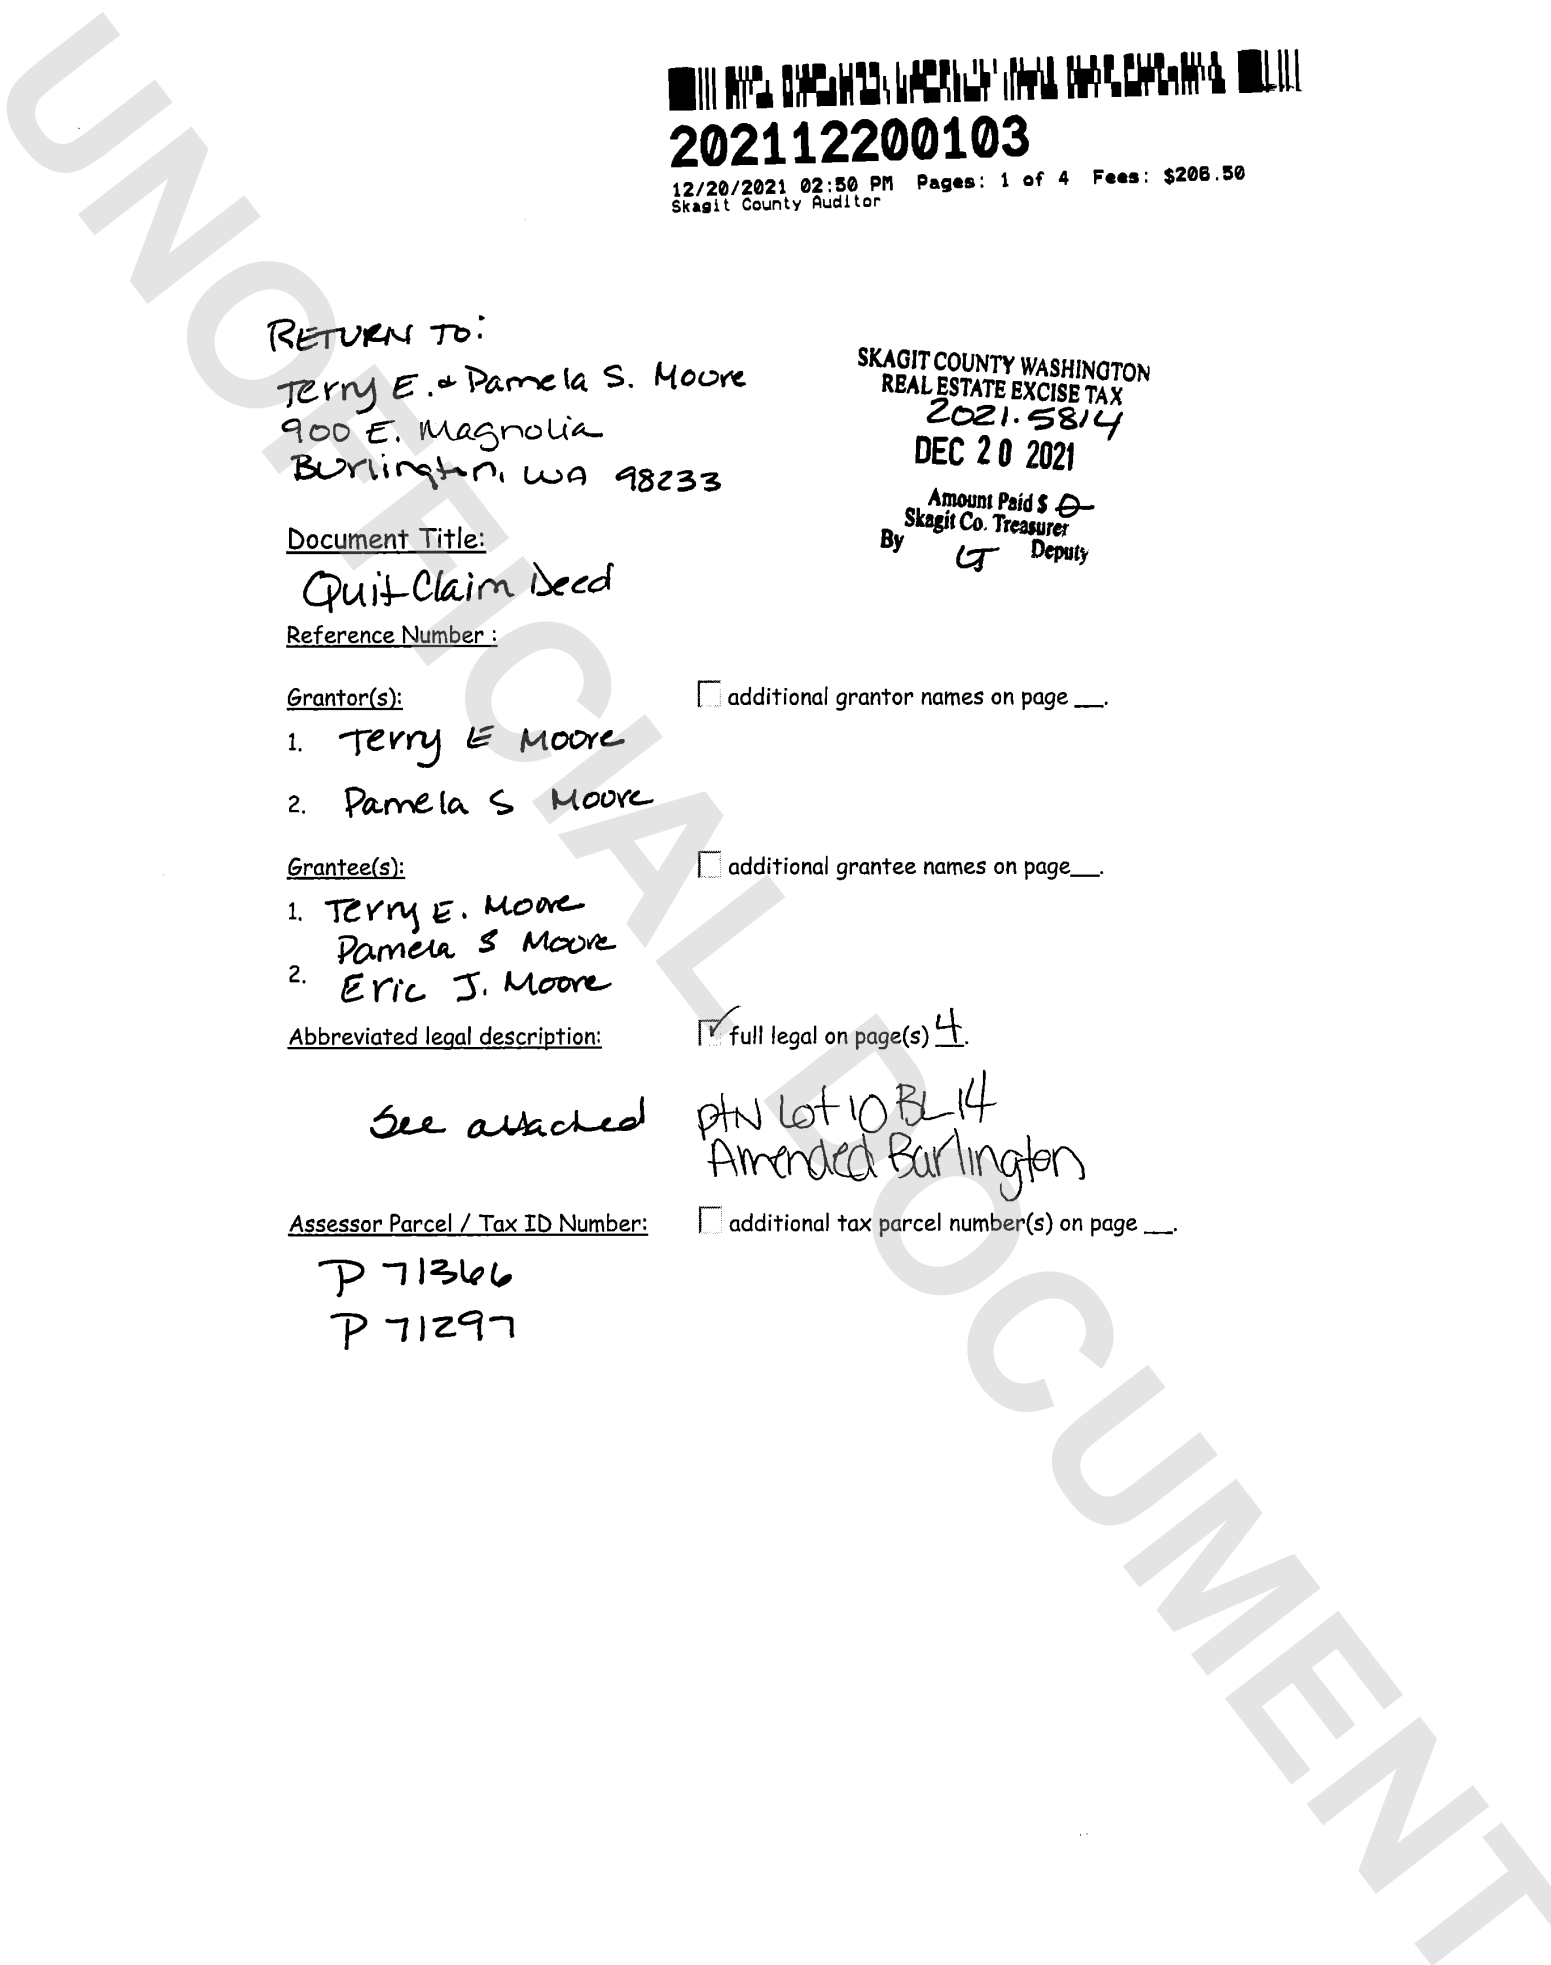 202112200103
12/20/2021 02:50 PM Pages: 1 of 4 Fees: $206.50
Skagit County Auditor
RETURN TO:
Terry E. & Pamela S. Moore
900 E. Magnolia
Burlington, WA 98233
SKAGIT COUNTY WASHINGTON
REAL ESTATE EXCISE TAX
2021.5814
DEC 20 2021
Amount Paid $ 0
Skagit Co. Treasurer
By LT Deputy
Document Title:
Quit Claim Deed
Reference Number :
Grantor(s):
additional grantor names on page __.
1. Terry E Moore
2. Pamela S Moore
Grantee(s):
additional grantee names on page__.
1. Terry E. Moore
Pamela S Moore
2. Eric J. Moore
Abbreviated legal description:
full legal on page(s) 4.
See attached
ptN Lot 10 BL 14
Amended Burlington
Assessor Parcel / Tax ID Number:
additional tax parcel number(s) on page __.
P 71366
P 71297
UNOFFICIAL DOCUMENT